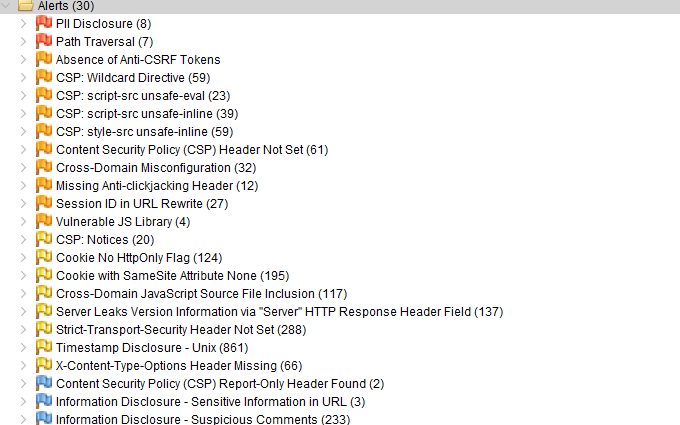 Alerts (30)
PII Disclosure (8)
Path Traversal (7)
Absence of Anti-CSRF Tokens
CSP: Wildcard Directive (59)
CSP: script-src unsafe-eval (23)
CSP: script-src unsafe-inline (39)
CSP: style-src unsafe-inline (59)
Content Security Policy (CSP) Header Not Set (61)
Cross-Domain Misconfiguration (32)
Missing Anti-clickjacking Header (12)
Session ID in URL Rewrite (27)
Vulnerable JS Library (4)
CSP: Notices (20)
Cookie No HttpOnly Flag (124)
Cookie with SameSite Attribute None (195)
Cross-Domain JavaScript Source File Inclusion (117)
Server Leaks Version Information via "Server" HTTP Response Header Field (137)
Strict-Transport-Security Header Not Set (288)
Timestamp Disclosure - Unix (861)
X-Content-Type-Options Header Missing (66)
Content Security Policy (CSP) Report-Only Header Found (2)
Information Disclosure - Sensitive Information in URL (3)
Information Disclosure - Suspicious Comments (233)